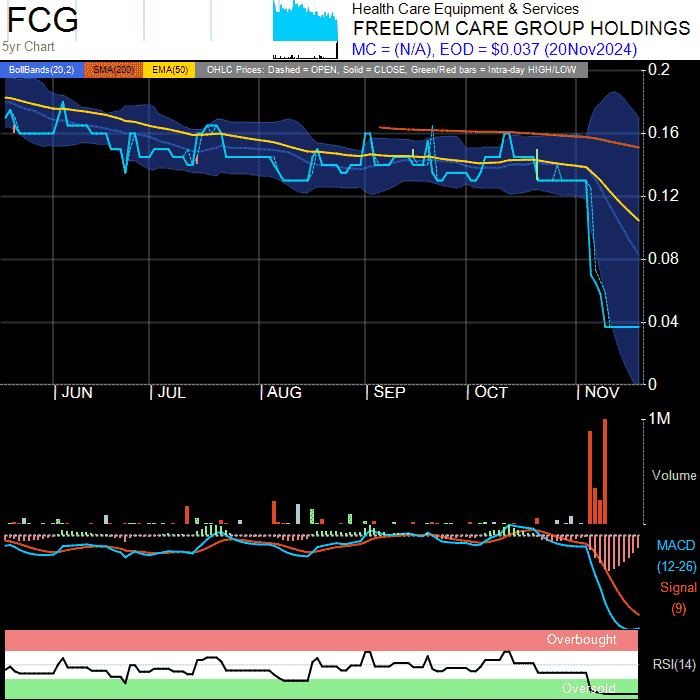 FCG
5yr Chart
Health Care Equipment & Services
FREEDOM CARE GROUP HOLDINGS
MC = (N/A), EOD = $0.037 (20Nov2024)
BollBands(20,2) SMA(200) EMA(50) OHLC Prices: Dashed = OPEN, Solid = CLOSE, Green/Red bars = Intra-day HIGH/LOW
0.2
0.16
0.12
0.08
0.04
0
JUN JUL AUG SEP OCT NOV
1M
Volume
MACD
(12-26)
Signal
(9)
Overbought
RSI(14)
Oversold